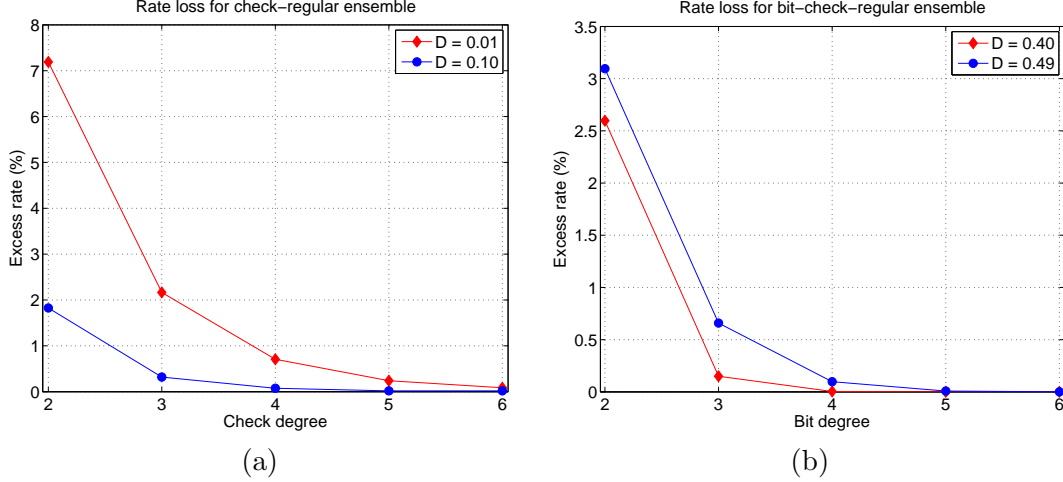 Rate loss for check-regular ensemble
8
7
6
5
4
3
2
1
0
Excess rate (%)
D = 0.01
D = 0.10
2 3 4 5 6
Check degree
(a)
Rate loss for bit-check-regular ensemble
3.5
3
2.5
2
1.5
1
0.5
0
Excess rate (%)
D = 0.40
D = 0.49
2 3 4 5 6
Bit degree
(b)